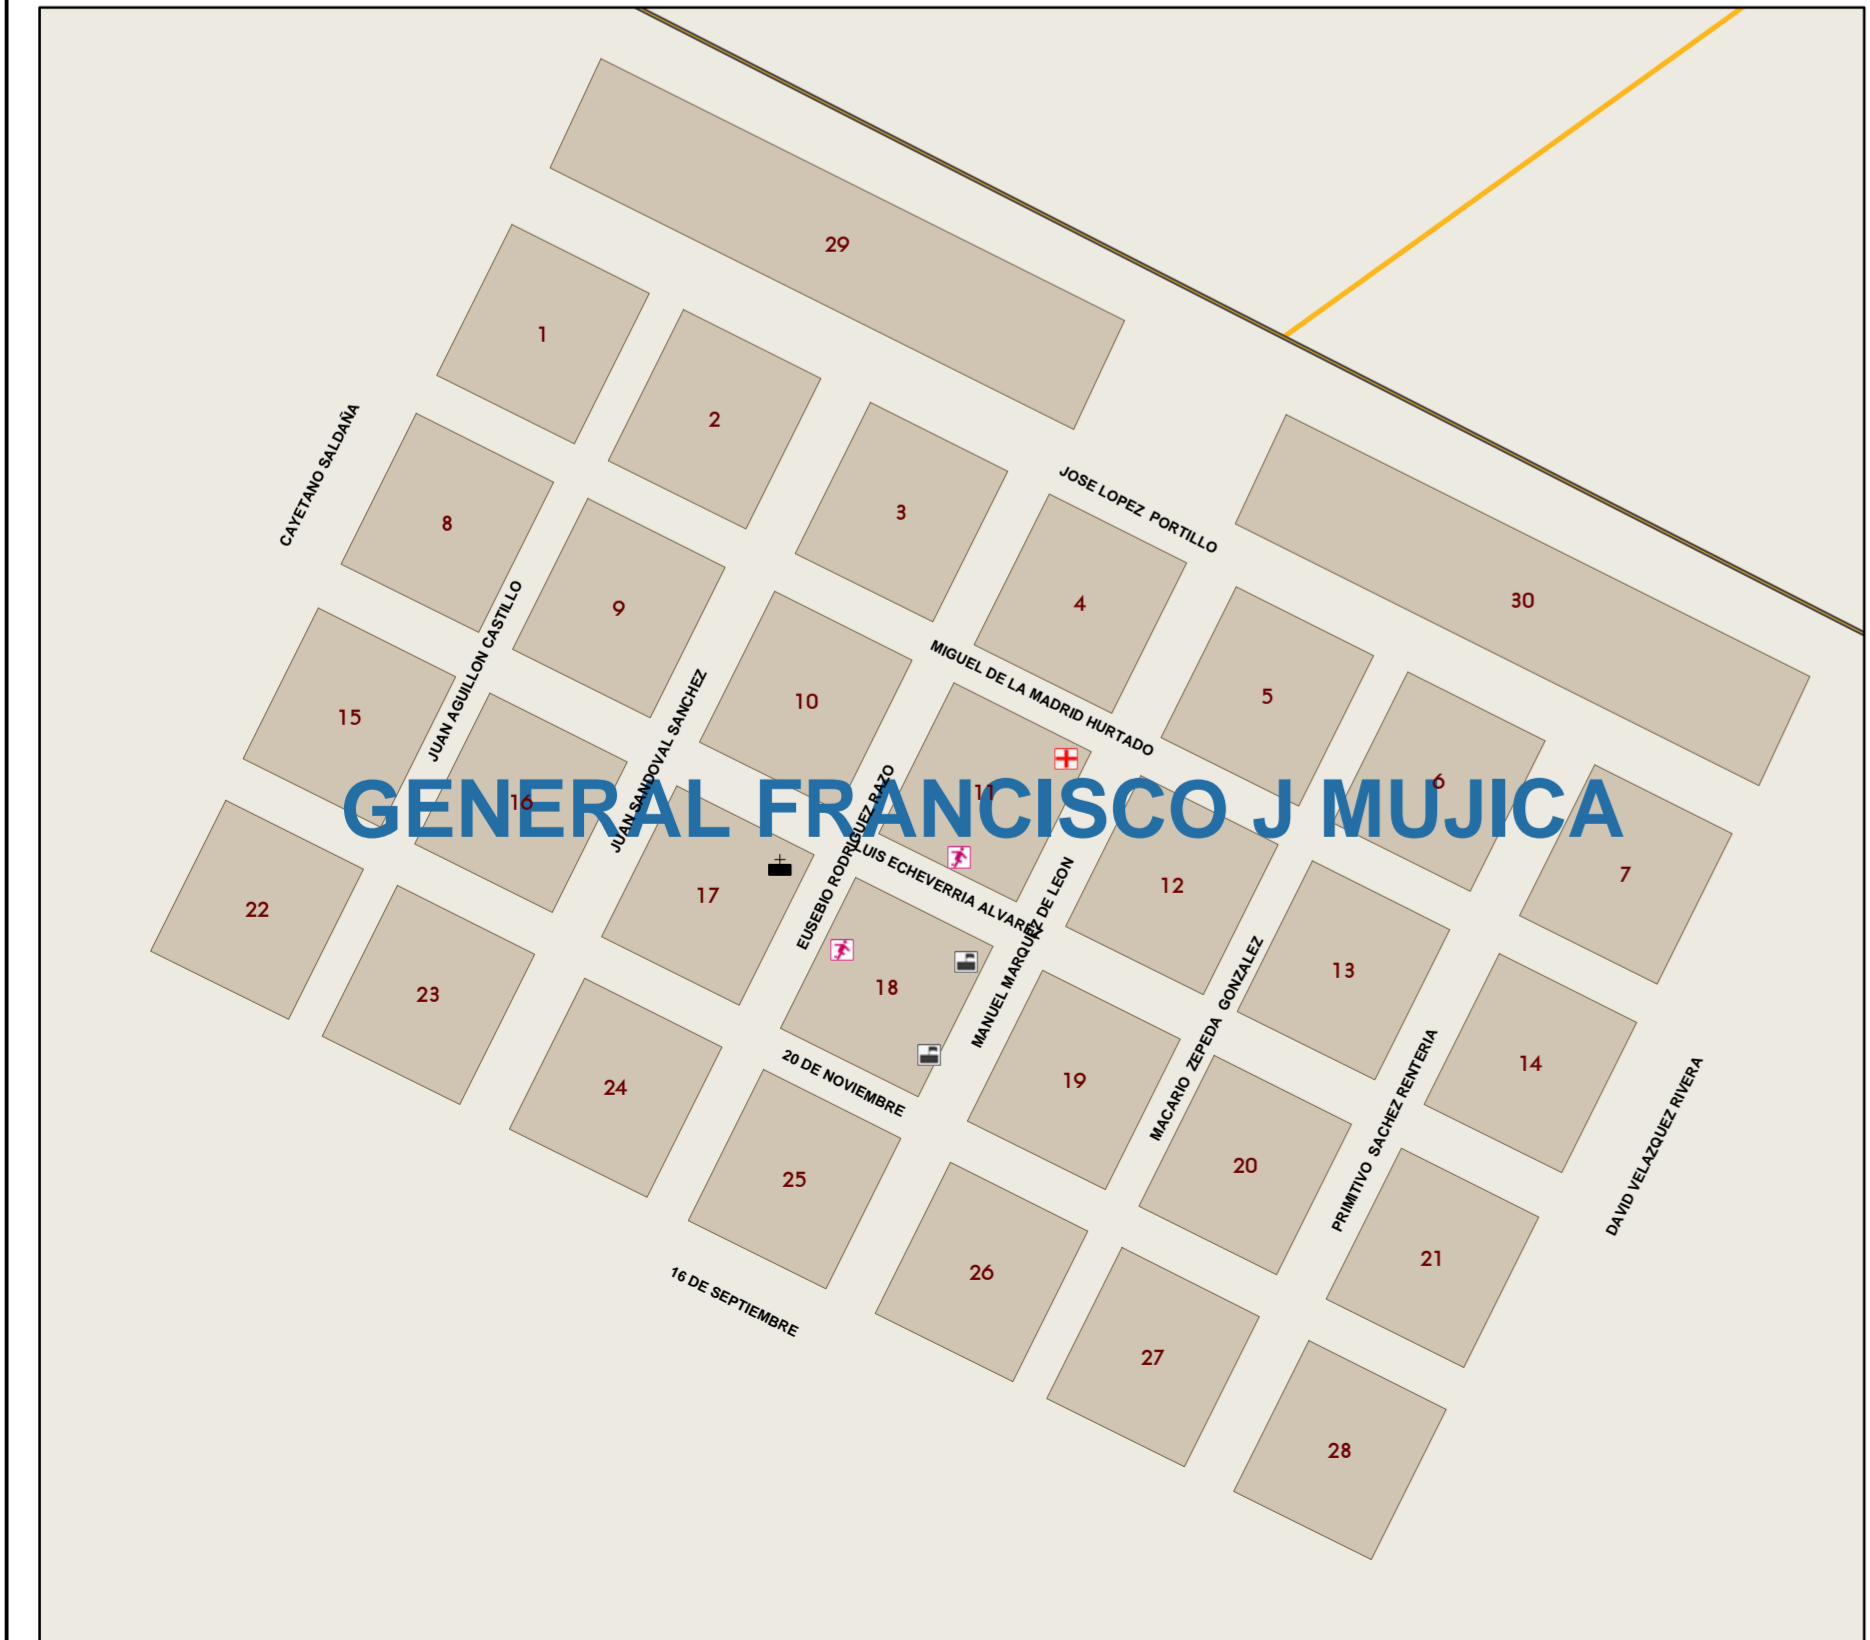 29
1
2
CAYETANO SALDAÑA
JOSE LOPEZ PORTILLO
3
8
4
30
9
JUAN AGUILLON CASTILLO
MIGUEL DE LA MADRID HURTADO
5
10
15
JUAN SANDOVAL SANCHEZ
6
11
16
GENERAL FRANCISCO J MUJICA
EUSEBIO RODRIGUEZ RAZO
LUIS ECHEVERRIA ALVAREZ
7
12
17
22
MANUEL MARQUEZ DE LEON
13
18
23
MACARIO ZEPEDA GONZALEZ
14
19
24
20 DE NOVIEMBRE
PRIMITIVO SACHEZ RENTERIA
DAVID VELAZQUEZ RIVERA
20
25
21
26
16 DE SEPTIEMBRE
27
28